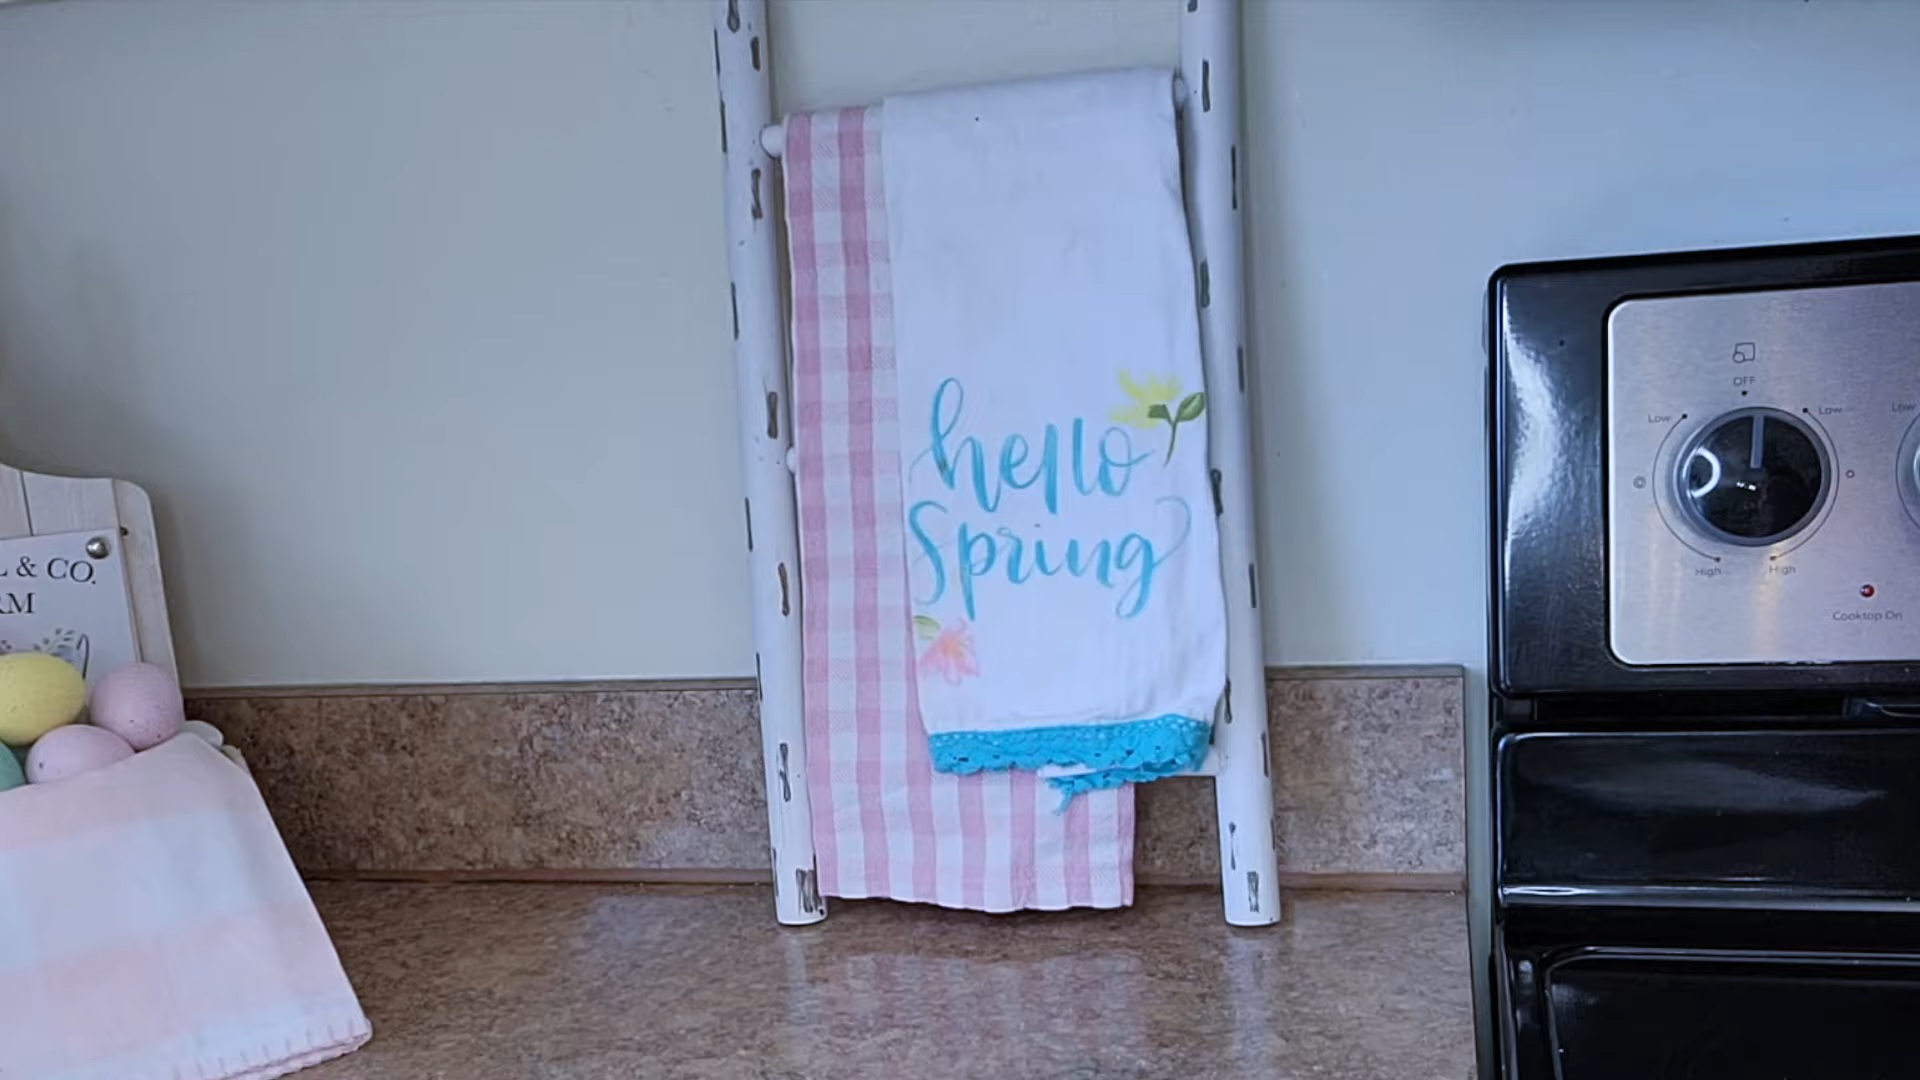 L & CO.
RM
hello
Spring
OFF
Low
Low
Low
High
High
Cooktop On